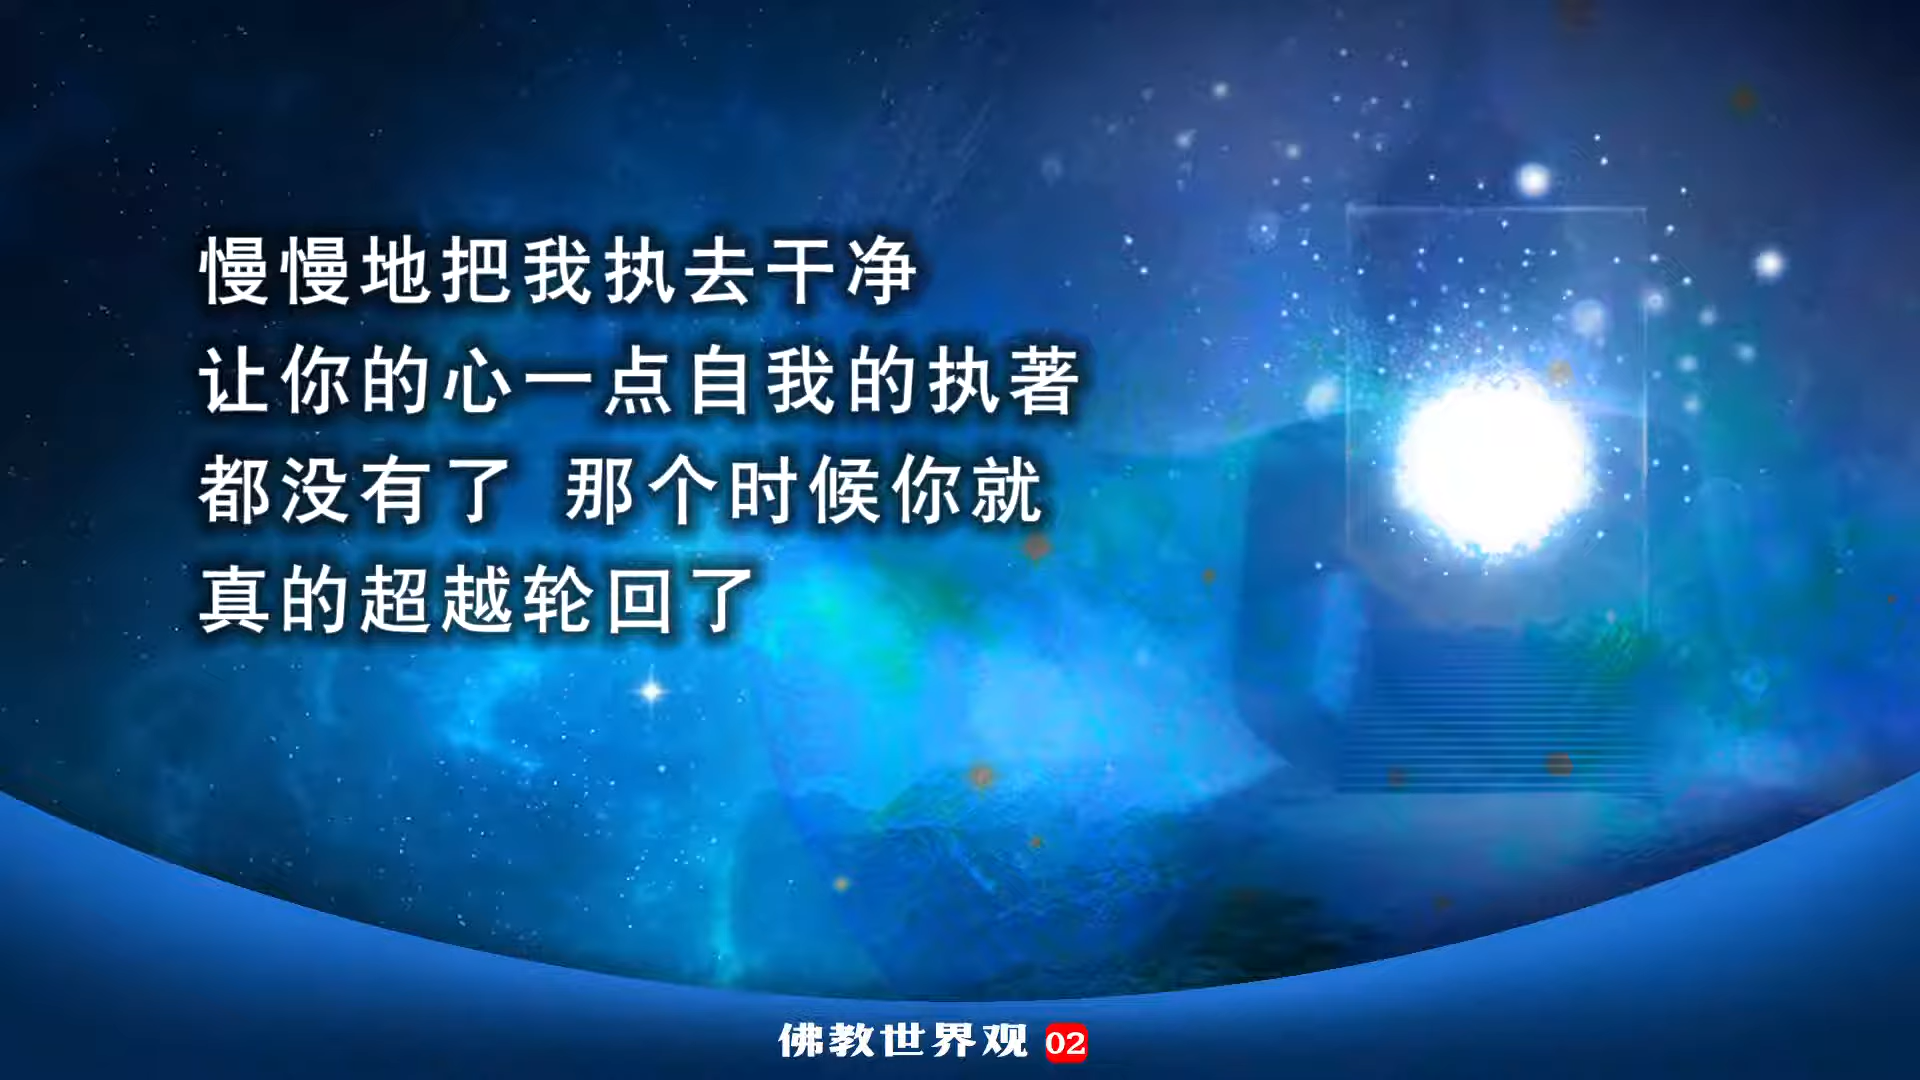 慢慢地把我执去干净
让你的心一点自我的执著
都没有了 那个时候你就
真的超越轮回了
佛教世界观 02